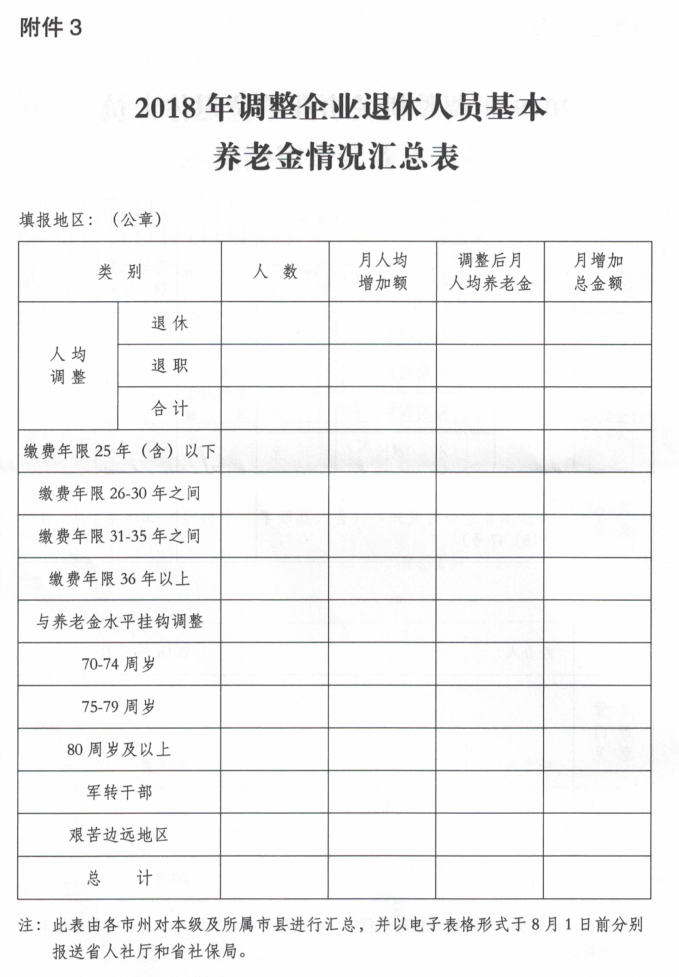 附件 3
2018 年调整企业退休人员基本
养老金情况汇总表
填报地区：（公章）
类 别 人 数 月人均增加额 调整后月人均养老金 月增加总金额
人均调整 退休
退职
合计
缴费年限 25 年（含）以下
缴费年限 26-30 年之间
缴费年限 31-35 年之间
缴费年限 36 年以上
与养老金水平挂钩调整
70-74 周岁
75-79 周岁
80 周岁及以上
军转干部
艰苦边远地区
总 计
注：此表由各市州对本级及所属市县进行汇总，并以电子表格形式于 8 月 1 日前分别
报送省人社厅和省社保局。